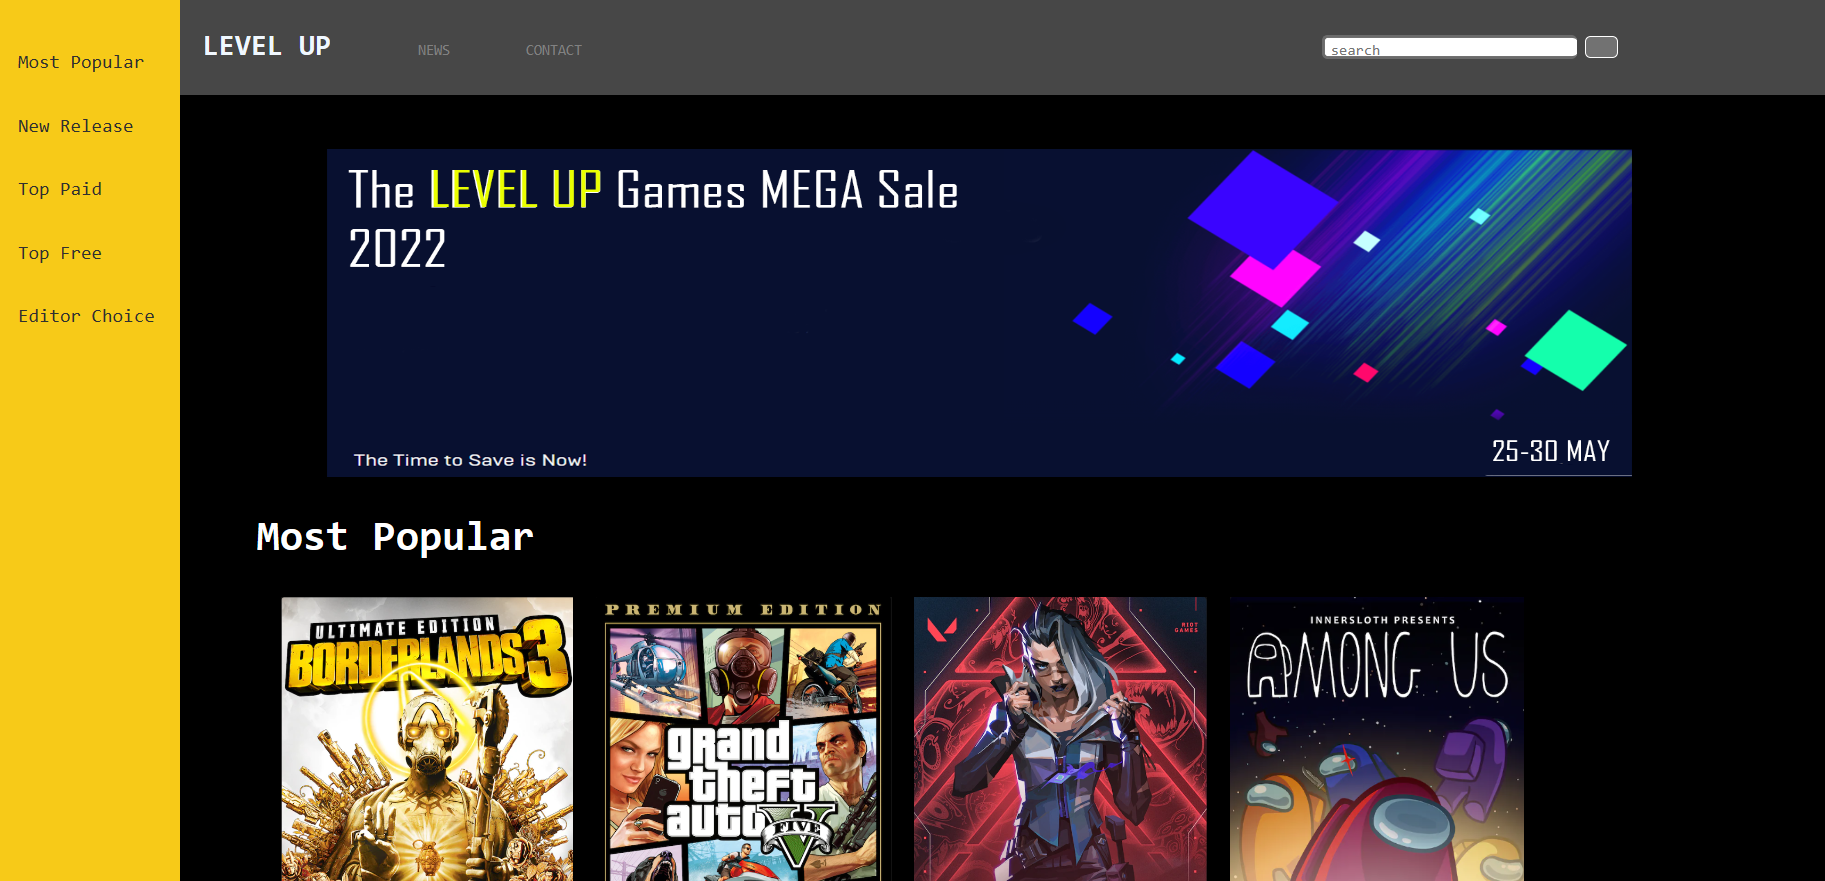 LEVEL UP
NEWS
CONTACT
search
Most Popular
New Release
Top Paid
Top Free
Editor Choice
The LEVEL UP Games MEGA Sale
2022
The Time to Save is Now!
25-30 MAY
Most Popular
ULTIMATE EDITION
BORDERLANDS 3
PREMIUM EDITION
grand
theft
auto V
FIVE
RIOT
GAMES
INNERSLOTH PRESENTS
AMONG US